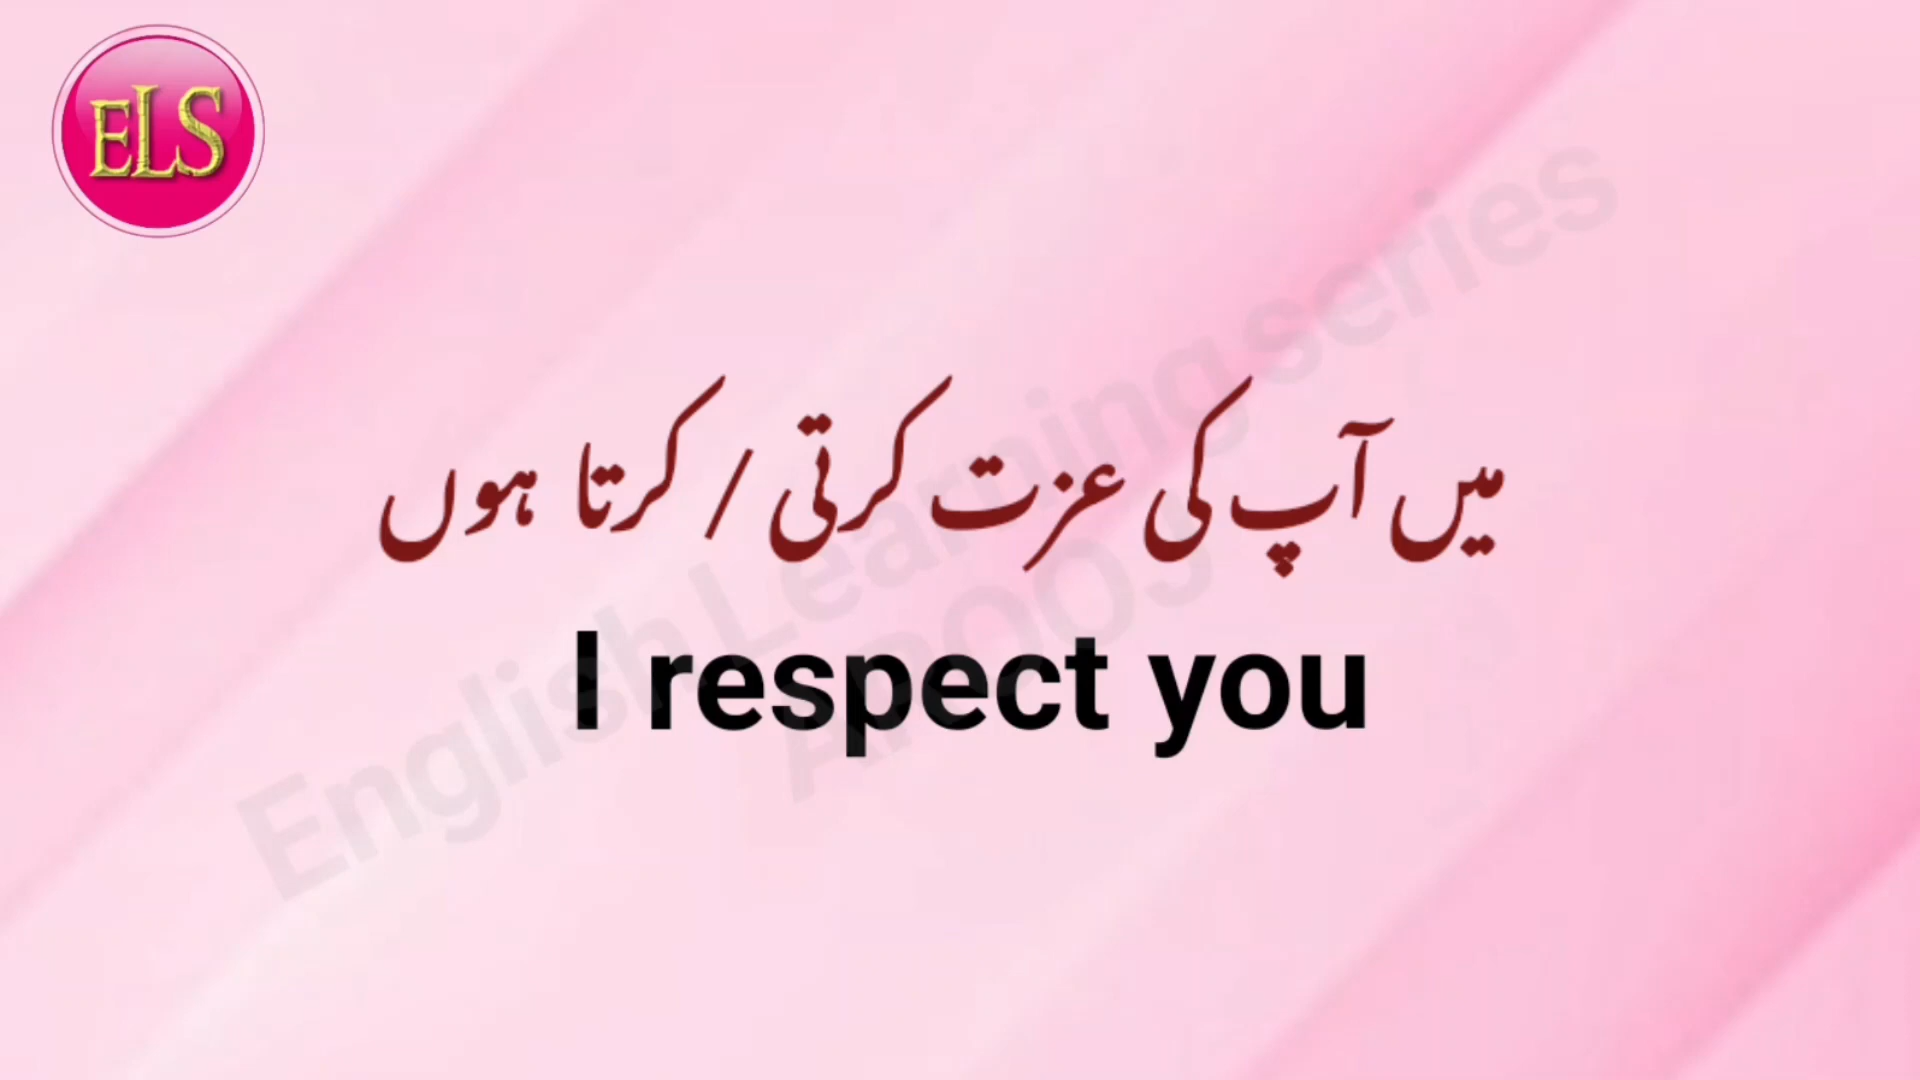 ELS
میں آپ کی عزت کرتی / کرتا ہوں
I respect you
English Learning series